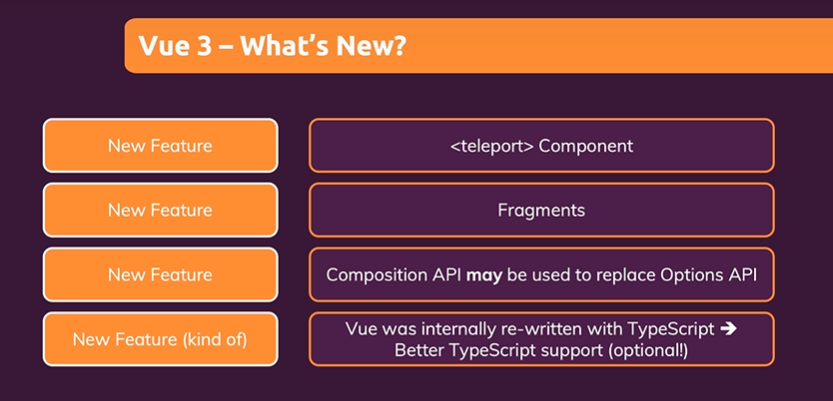 Vue 3 – What's New?
New Feature
<teleport> Component
New Feature
Fragments
New Feature
Composition API may be used to replace Options API
New Feature (kind of)
Vue was internally re-written with TypeScript ➔
Better TypeScript support (optional!)